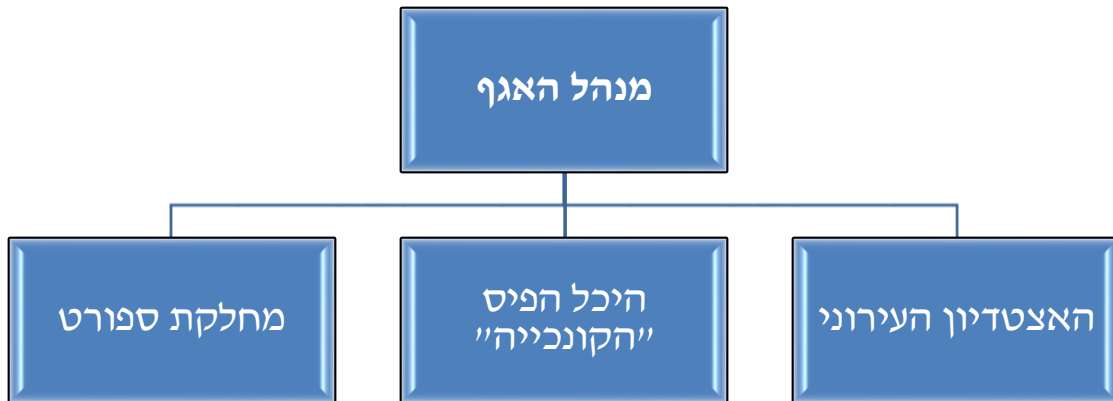 מנהל האגף
האצטדיון העירוני
היכל הפיס
״הקונכייה״
מחלקת ספורט